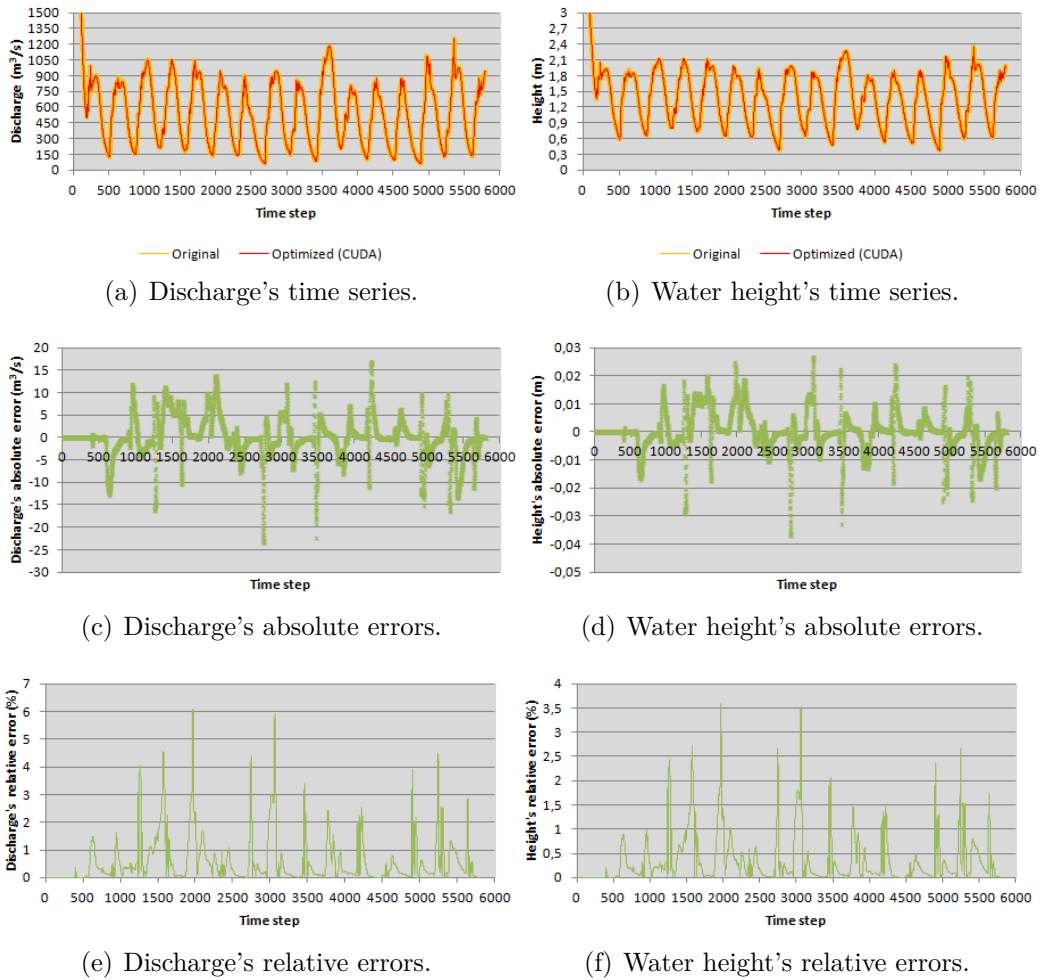 Discharge (m³/s)
1500
1350
1200
1050
900
750
600
450
300
150
0
0 500 1000 1500 2000 2500 3000 3500 4000 4500 5000 5500 6000
Time step
Original Optimized (CUDA)
(a) Discharge's time series.
Height (m)
3
2,7
2,4
2,1
1,8
1,5
1,2
0,9
0,6
0,3
0
0 500 1000 1500 2000 2500 3000 3500 4000 4500 5000 5500 6000
Time step
Original Optimized (CUDA)
(b) Water height's time series.
Discharge's absolute error (m³/s)
20
15
10
5
0
-5
-10
-15
-20
-25
-30
0 500 1000 1500 2000 2500 3000 3500 4000 4500 5000 5500 6000
Time step
(c) Discharge's absolute errors.
Height's absolute error (m)
0,03
0,02
0,01
0
-0,01
-0,02
-0,03
-0,04
-0,05
0 500 1000 1500 2000 2500 3000 3500 4000 4500 5000 5500 6000
Time step
(d) Water height's absolute errors.
Discharge's relative error (%)
7
6
5
4
3
2
1
0
0 500 1000 1500 2000 2500 3000 3500 4000 4500 5000 5500 6000
Time step
(e) Discharge's relative errors.
Height's relative error (%)
4
3,5
3
2,5
2
1,5
1
0,5
0
0 500 1000 1500 2000 2500 3000 3500 4000 4500 5000 5500 6000
Time step
(f) Water height's relative errors.